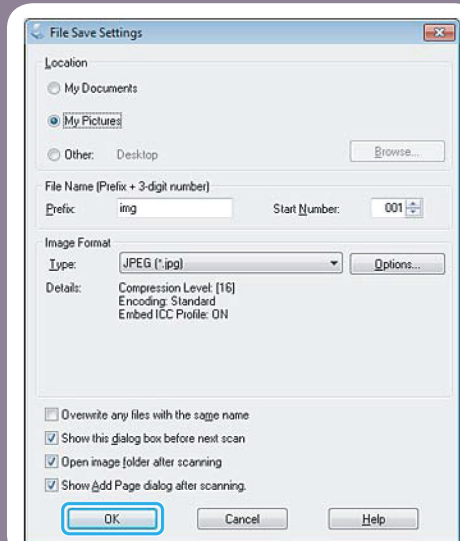 File Save Settings
Location
My Documents
My Pictures
Other: Desktop Browse...
File Name (Prefix + 3-digit number)
Prefix: img Start Number: 001
Image Format
Type: JPEG (*.jpg) Options...
Details: Compression Level: [16]
Encoding: Standard
Embed ICC Profile: ON
Overwrite any files with the same name
Show this dialog box before next scan
Open image folder after scanning
Show Add Page dialog after scanning.
OK Cancel Help